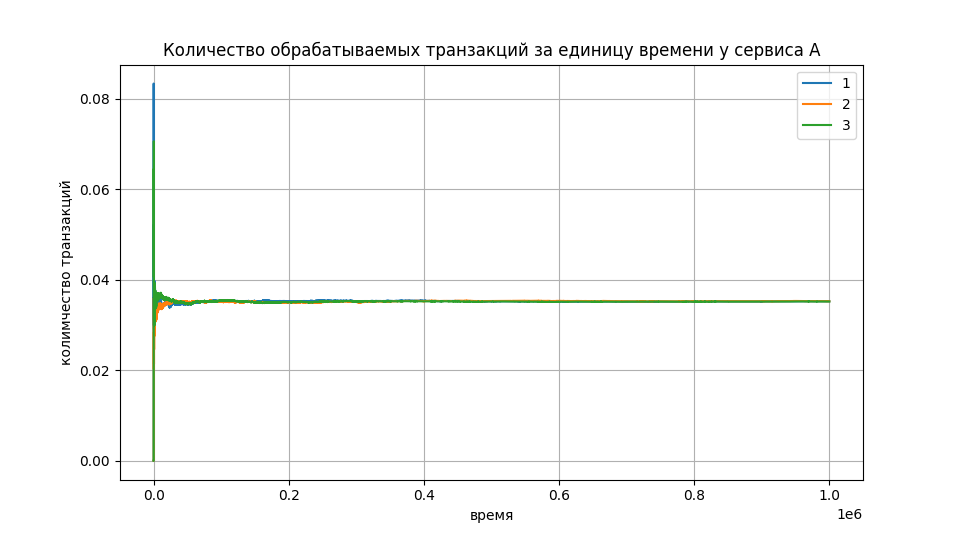 Количество обрабатываемых транзакций за единицу времени у сервиса А
1
2
3
0.08
0.06
0.04
0.02
0.00
колимчество транзакций
0.0 0.2 0.4 0.6 0.8 1.0
1e6
время